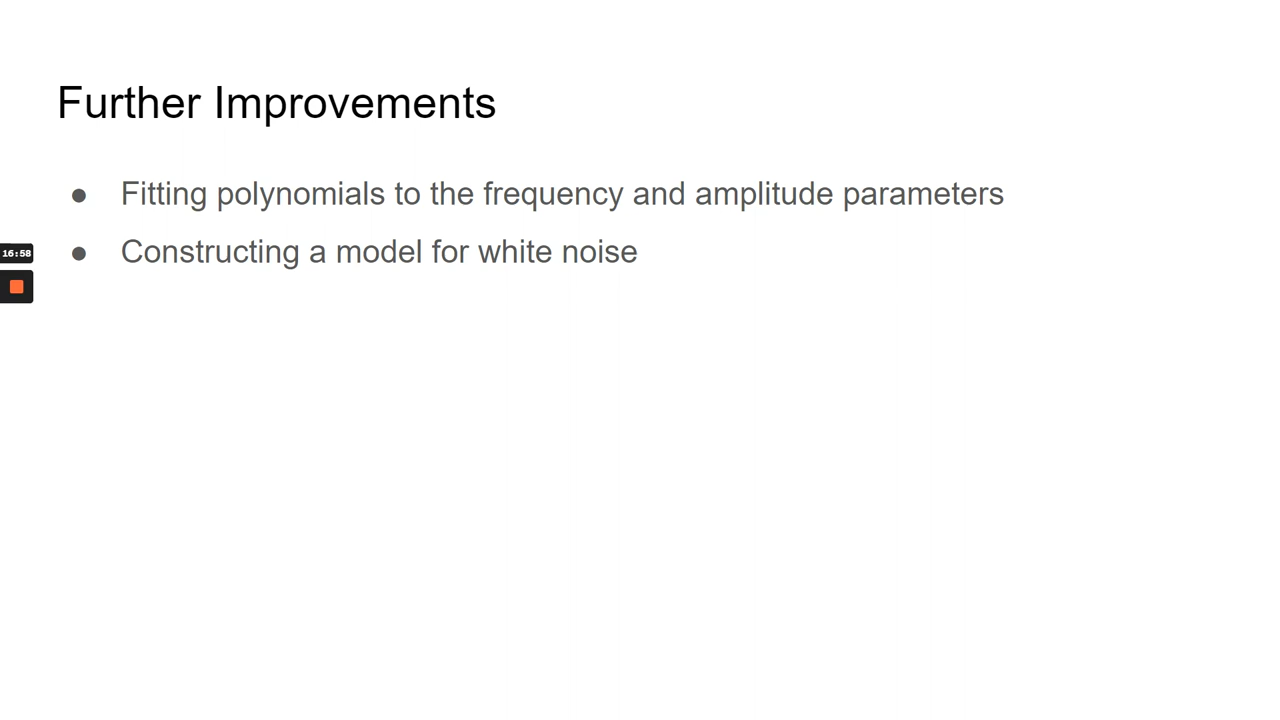 Further Improvements
● Fitting polynomials to the frequency and amplitude parameters
16:58
● Constructing a model for white noise